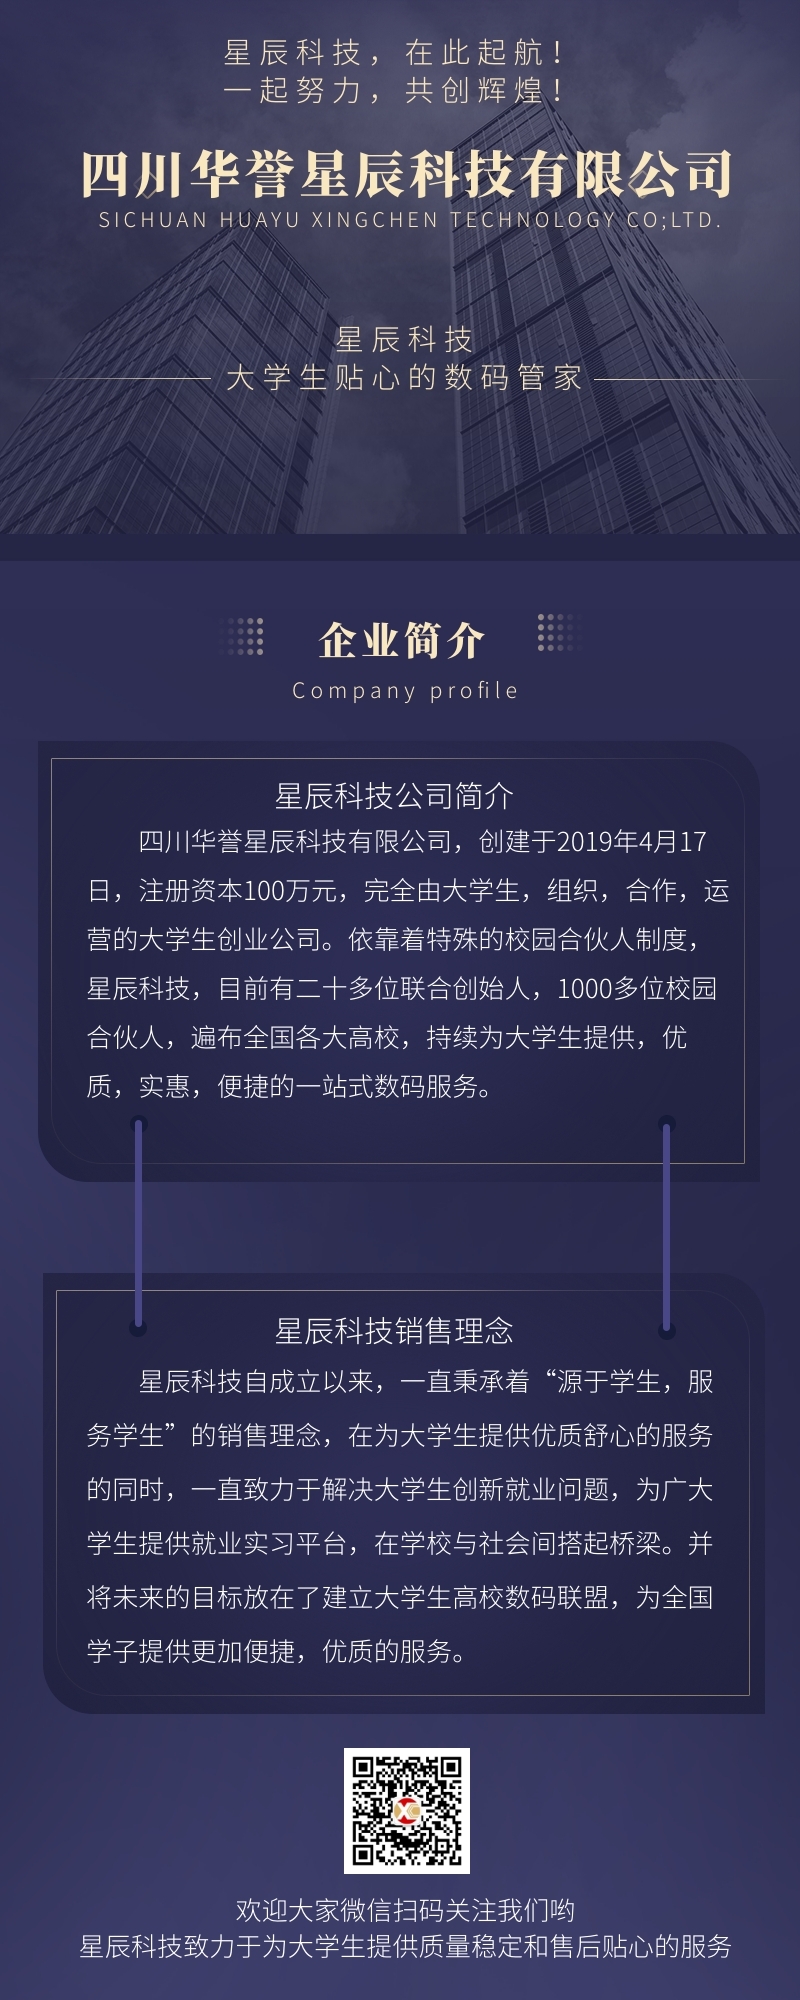 星辰科技，在此起航！
一起努力，共创辉煌！
四川华誉星辰科技有限公司
SICHUAN HUAYU XINGCHEN TECHNOLOGY CO;LTD.
星辰科技
大学生贴心的数码管家
企业简介
Company profile
星辰科技公司简介
四川华誉星辰科技有限公司，创建于2019年4月17
日，注册资本100万元，完全由大学生，组织，合作，运
营的大学生创业公司。依靠着特殊的校园合伙人制度，
星辰科技，目前有二十多位联合创始人，1000多位校园
合伙人，遍布全国各大高校，持续为大学生提供，优
质，实惠，便捷的一站式数码服务。
星辰科技销售理念
星辰科技自成立以来，一直秉承着“源于学生，服
务学生”的销售理念，在为大学生提供优质舒心的服务
的同时，一直致力于解决大学生创新就业问题，为广大
学生提供就业实习平台，在学校与社会间搭起桥梁。并
将未来的目标放在了建立大学生高校数码联盟，为全国
学子提供更加便捷，优质的服务。
欢迎大家微信扫码关注我们哟
星辰科技致力于为大学生提供质量稳定和售后贴心的服务